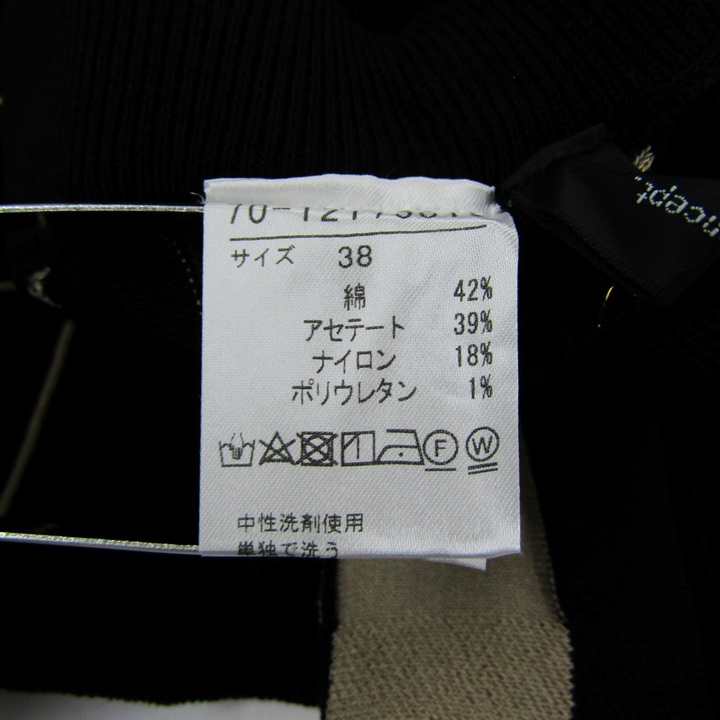 サイズ 38
綿 42%
アセテート 39%
ナイロン 18%
ポリウレタン 1%
F W
中性洗剤使用
単独で洗う